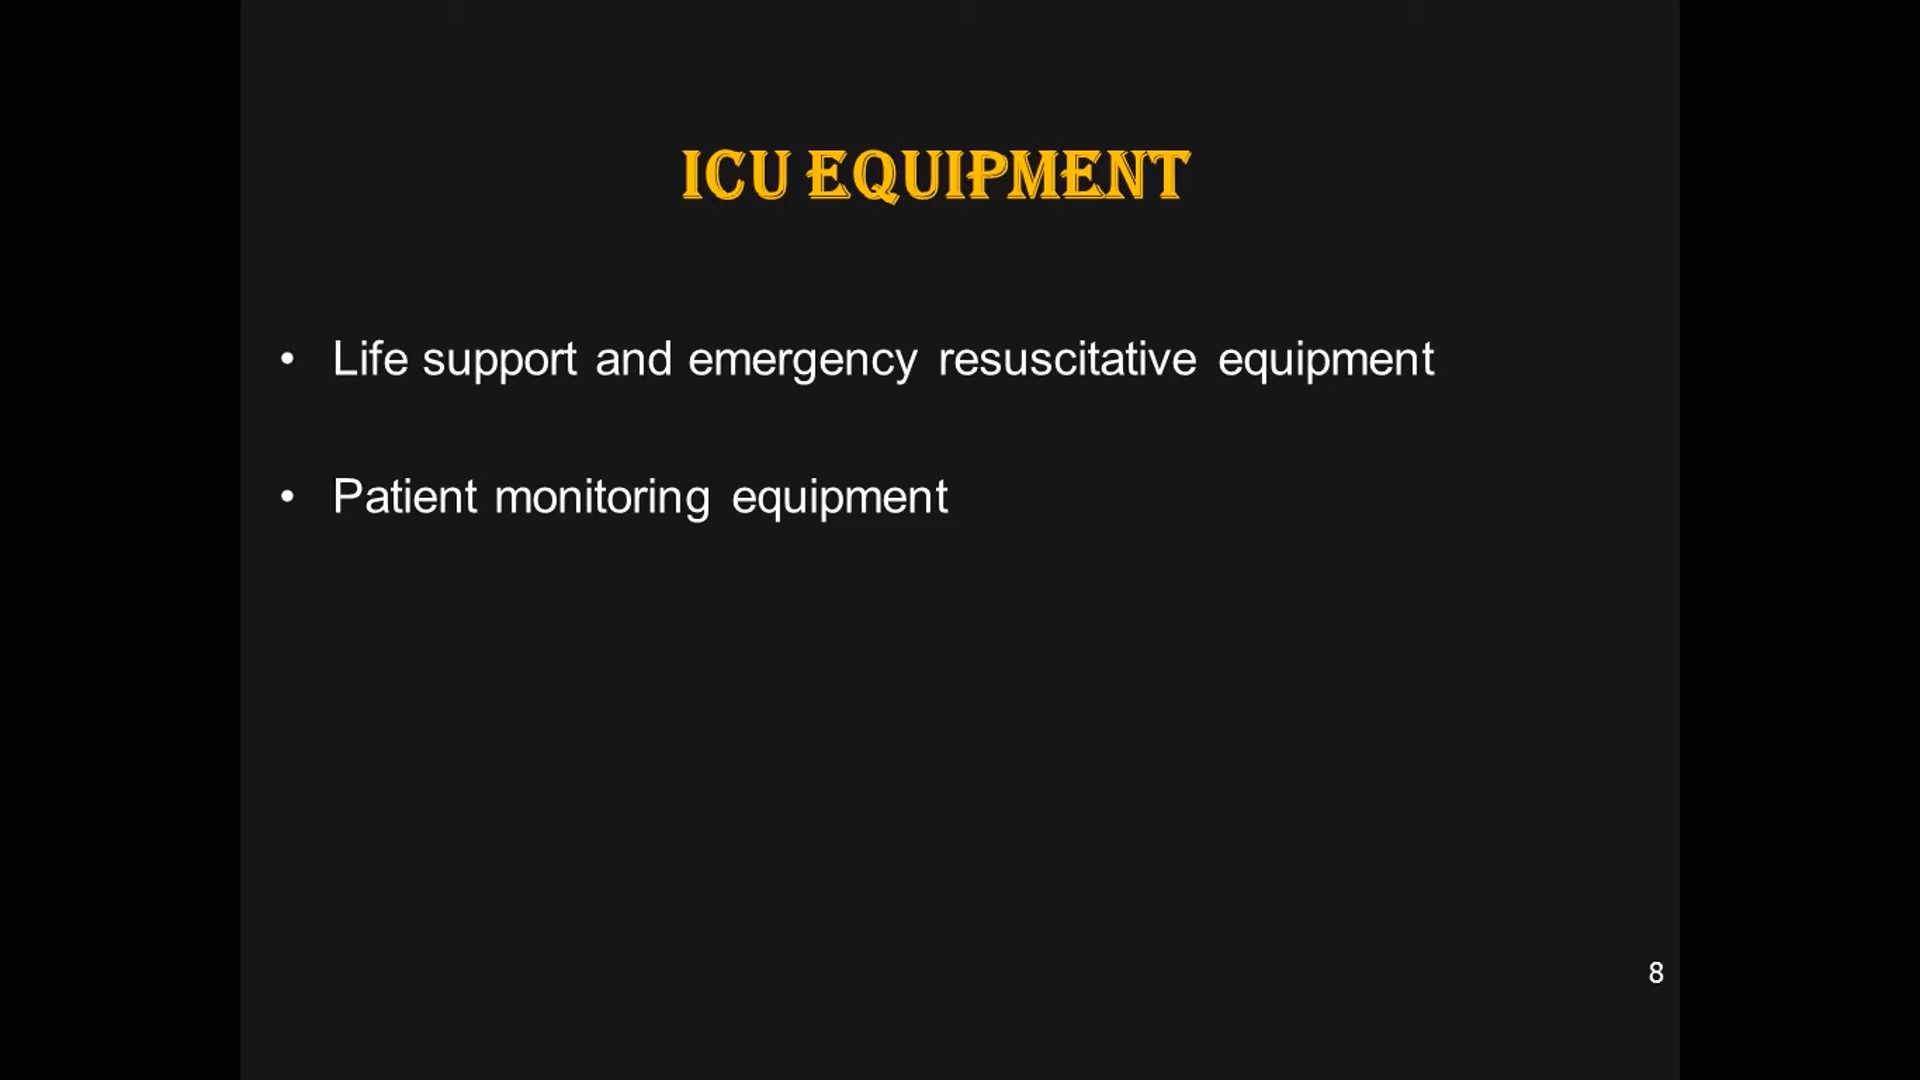 ICU EQUIPMENT
• Life support and emergency resuscitative equipment
• Patient monitoring equipment
8